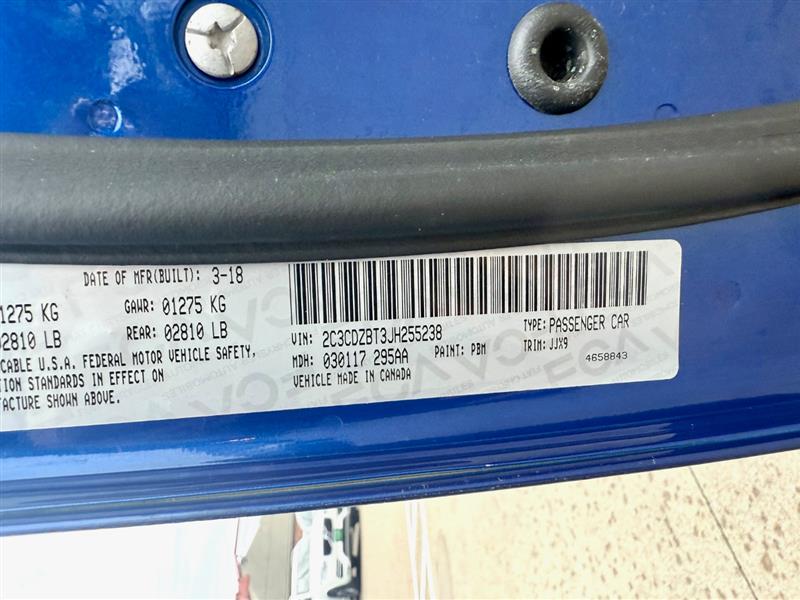 DATE OF MFR(BUILT): 3-18
1275 KG GAWR: 01275 KG
2810 LB REAR: 02810 LB
CABLE U.S.A. FEDERAL MOTOR VEHICLE SAFETY,
TION STANDARDS IN EFFECT ON
FACTURE SHOWN ABOVE.
VIN: 2C3CDZBT3JH255238 TYPE: PASSENGER CAR
MDH: 030117 295AA PAINT: PBM TRIM: JJX9
VEHICLE MADE IN CANADA 4658843